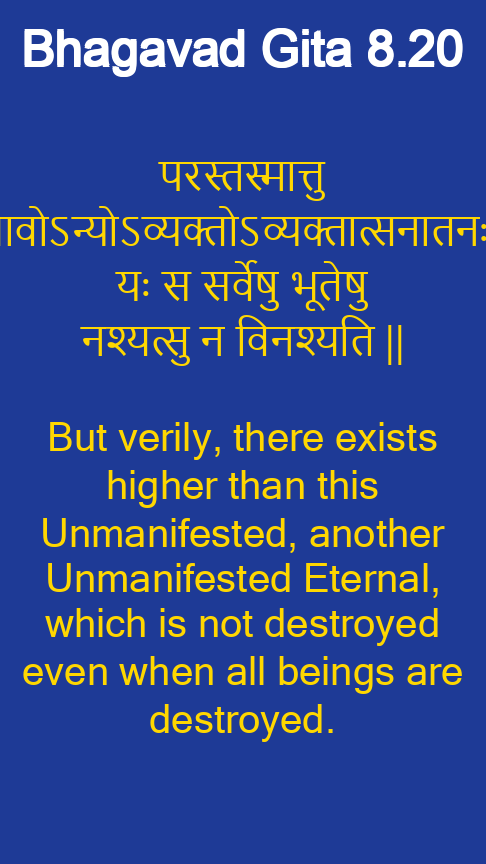 Bhagavad Gita 8.20
परस्तस्मात्तु
ावोऽन्योऽव्यक्तोऽव्यक्तात्सनातनः
यः स सर्वेषु भूतेषु
नश्यत्सु न विनश्यति ||
But verily, there exists
higher than this
Unmanifested, another
Unmanifested Eternal,
which is not destroyed
even when all beings are
destroyed.